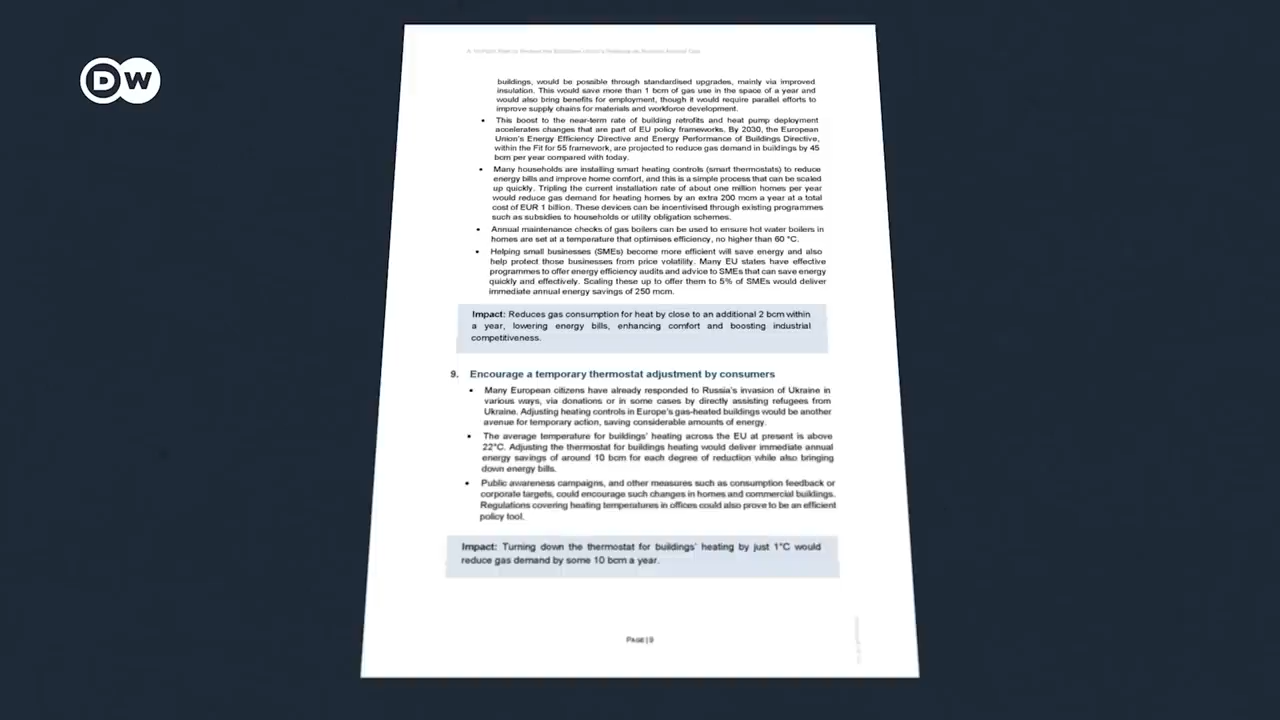 DW
A 10-Point Plan to Reduce the European Union's Reliance on Russian Natural Gas
buildings, would be possible through standardised upgrades, mainly via improved
insulation. This would save more than 1 bcm of gas use in the space of a year and
would also bring benefits for employment, though it would require parallel efforts to
improve supply chains for materials and workforce development.
• This boost to the near-term rate of building retrofits and heat pump deployment
accelerates changes that are part of EU policy frameworks. By 2030, the European
Union's Energy Efficiency Directive and Energy Performance of Buildings Directive,
within the Fit for 55 framework, are projected to reduce gas demand in buildings by 45
bcm per year compared with today.
• Many households are installing smart heating controls (smart thermostats) to reduce
energy bills and improve home comfort, and this is a simple process that can be scaled
up quickly. Tripling the current installation rate of about one million homes per year
would reduce gas demand for heating homes by an extra 200 mcm a year at a total
cost of EUR 1 billion. These devices can be incentivised through existing programmes
such as subsidies to households or utility obligation schemes.
• Annual maintenance checks of gas boilers can be used to ensure hot water boilers in
homes are set at a temperature that optimises efficiency, no higher than 60 °C.
• Helping small businesses (SMEs) become more efficient will save energy and also
help protect those businesses from price volatility. Many EU states have effective
programmes to offer energy efficiency audits and advice to SMEs that can save energy
quickly and effectively. Scaling these up to offer them to 5% of SMEs would deliver
immediate annual energy savings of 250 mcm.
Impact: Reduces gas consumption for heat by close to an additional 2 bcm within
a year, lowering energy bills, enhancing comfort and boosting industrial
competitiveness.
9. Encourage a temporary thermostat adjustment by consumers
• Many European citizens have already responded to Russia's invasion of Ukraine in
various ways, via donations or in some cases by directly assisting refugees from
Ukraine. Adjusting heating controls in Europe's gas-heated buildings would be another
avenue for temporary action, saving considerable amounts of energy.
• The average temperature for buildings' heating across the EU at present is above
22°C. Adjusting the thermostat for buildings heating would deliver immediate annual
energy savings of around 10 bcm for each degree of reduction while also bringing
down energy bills.
• Public awareness campaigns, and other measures such as consumption feedback or
corporate targets, could encourage such changes in homes and commercial buildings.
Regulations covering heating temperatures in offices could also prove to be an efficient
policy tool.
Impact: Turning down the thermostat for buildings' heating by just 1°C would
reduce gas demand by some 10 bcm a year.
PAGE | 9